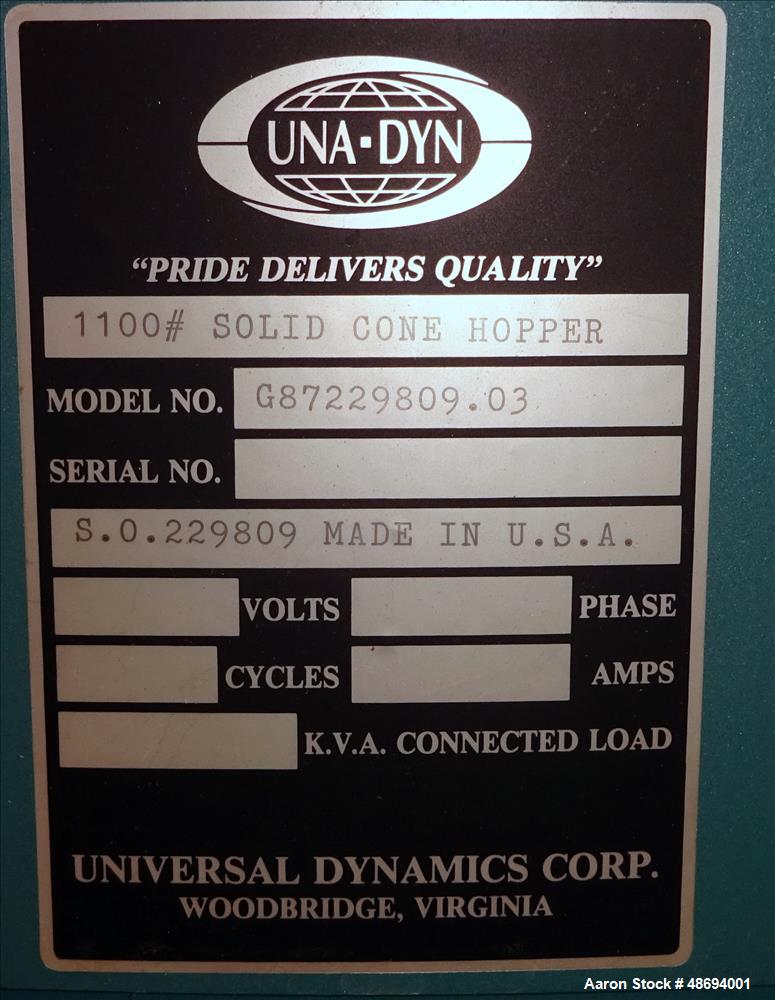 UNA-DYN
“PRIDE DELIVERS QUALITY”
1100# SOLID CONE HOPPER
MODEL NO. G87229809.03
SERIAL NO.
S.O.229809 MADE IN U.S.A.
VOLTS PHASE
CYCLES AMPS
K.V.A. CONNECTED LOAD
UNIVERSAL DYNAMICS CORP.
WOODBRIDGE, VIRGINIA
Aaron Stock # 48694001